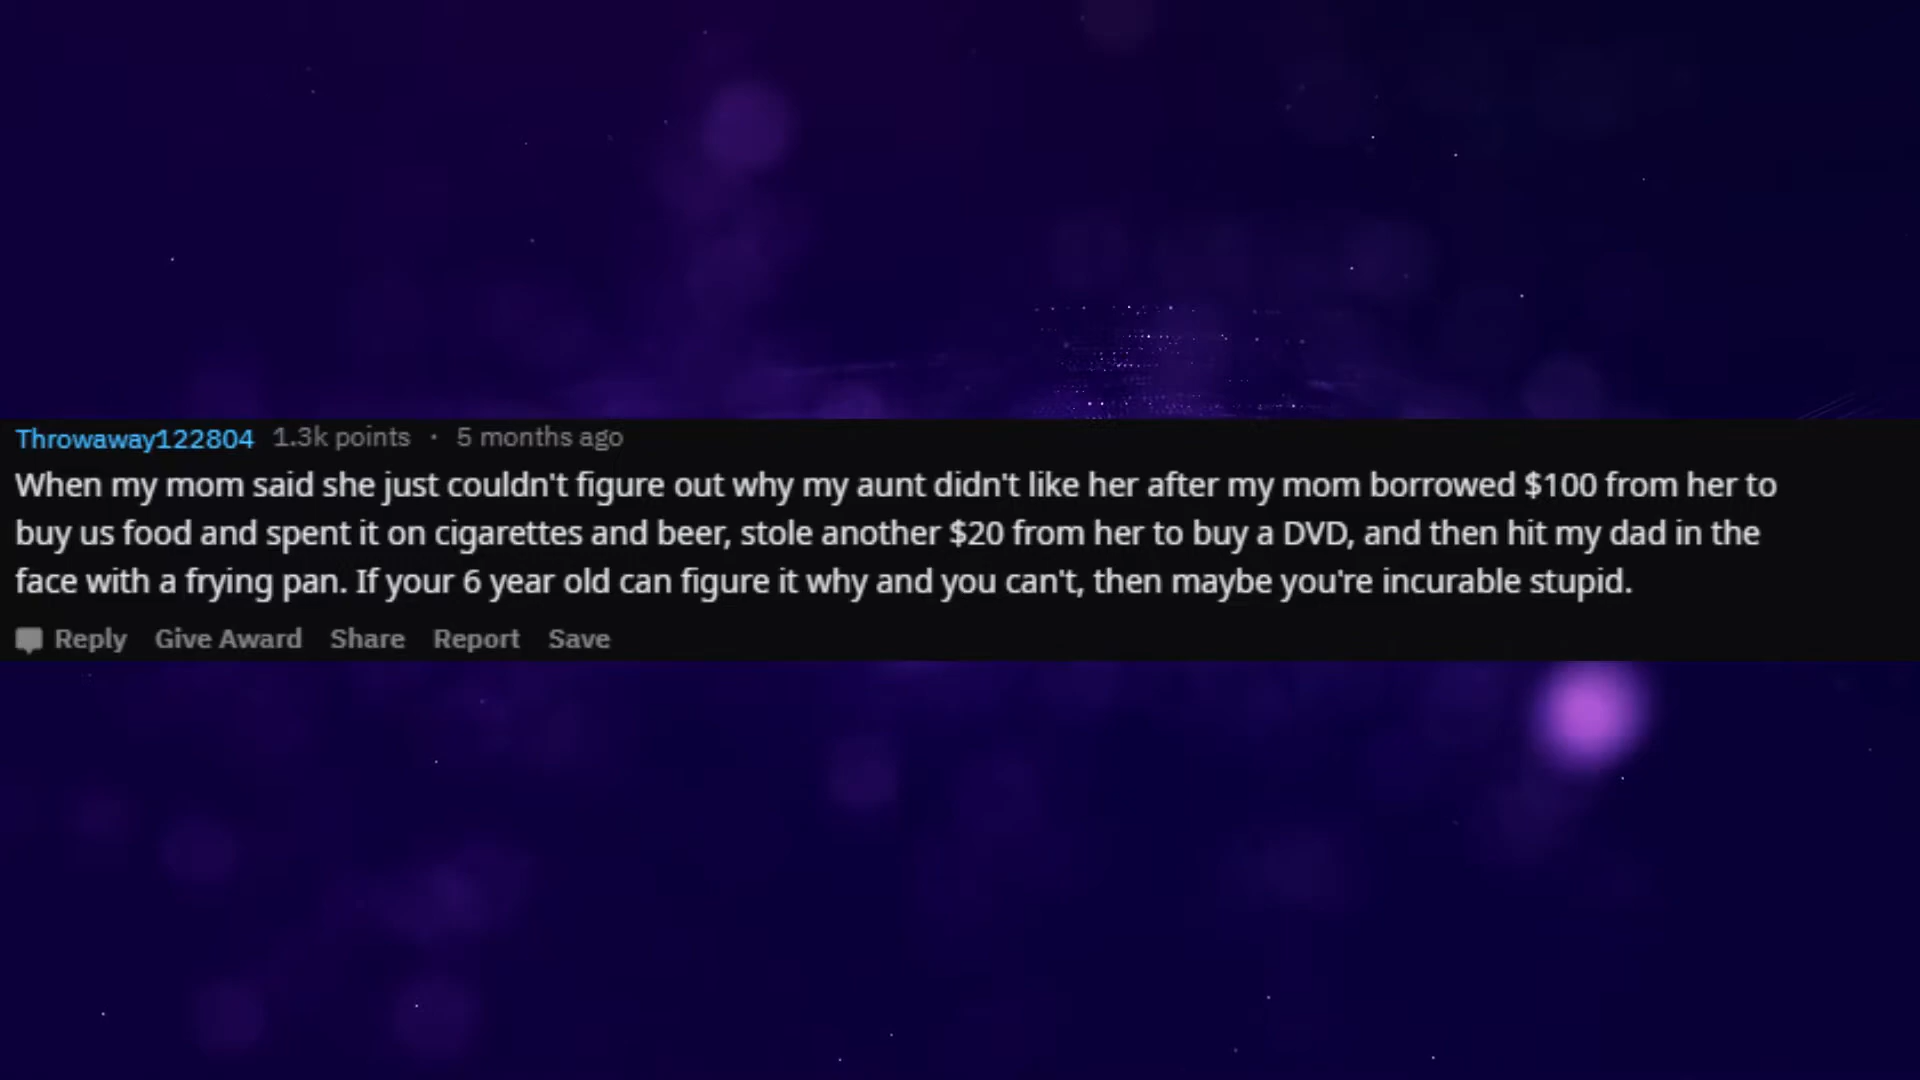 Throwaway122804 1.3k points · 5 months ago
When my mom said she just couldn't figure out why my aunt didn't like her after my mom borrowed $100 from her to
buy us food and spent it on cigarettes and beer, stole another $20 from her to buy a DVD, and then hit my dad in the
face with a frying pan. If your 6 year old can figure it why and you can't, then maybe you're incurable stupid.
Reply Give Award Share Report Save